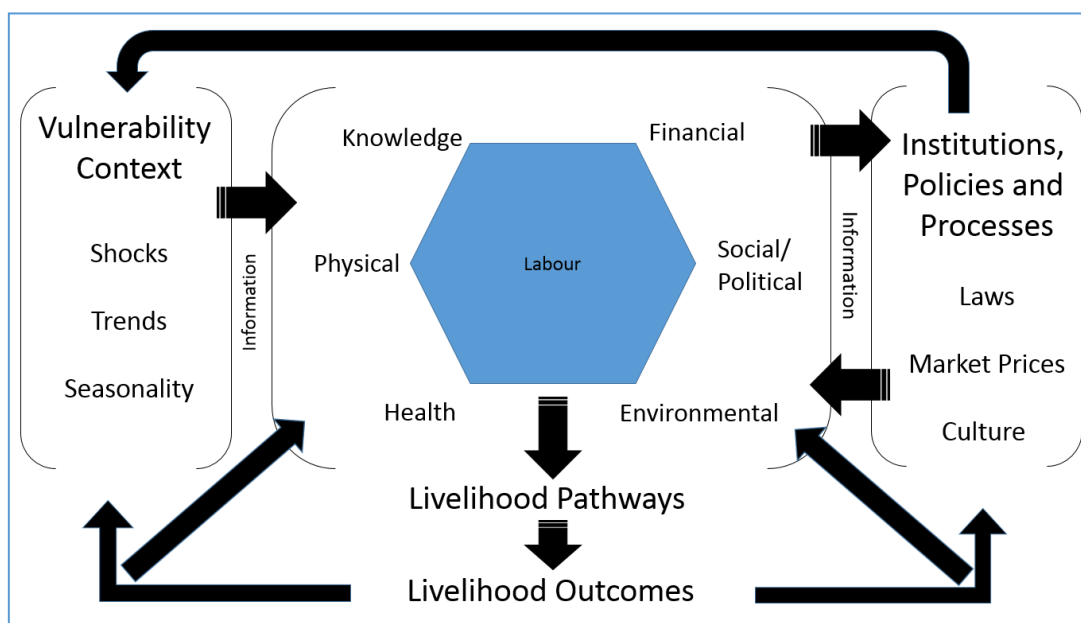 Vulnerability
Context
Shocks
Trends
Seasonality
Information
Knowledge
Financial
Physical
Labour
Social/
Political
Health
Environmental
Information
Institutions,
Policies and
Processes
Laws
Market Prices
Culture
Livelihood Pathways
Livelihood Outcomes